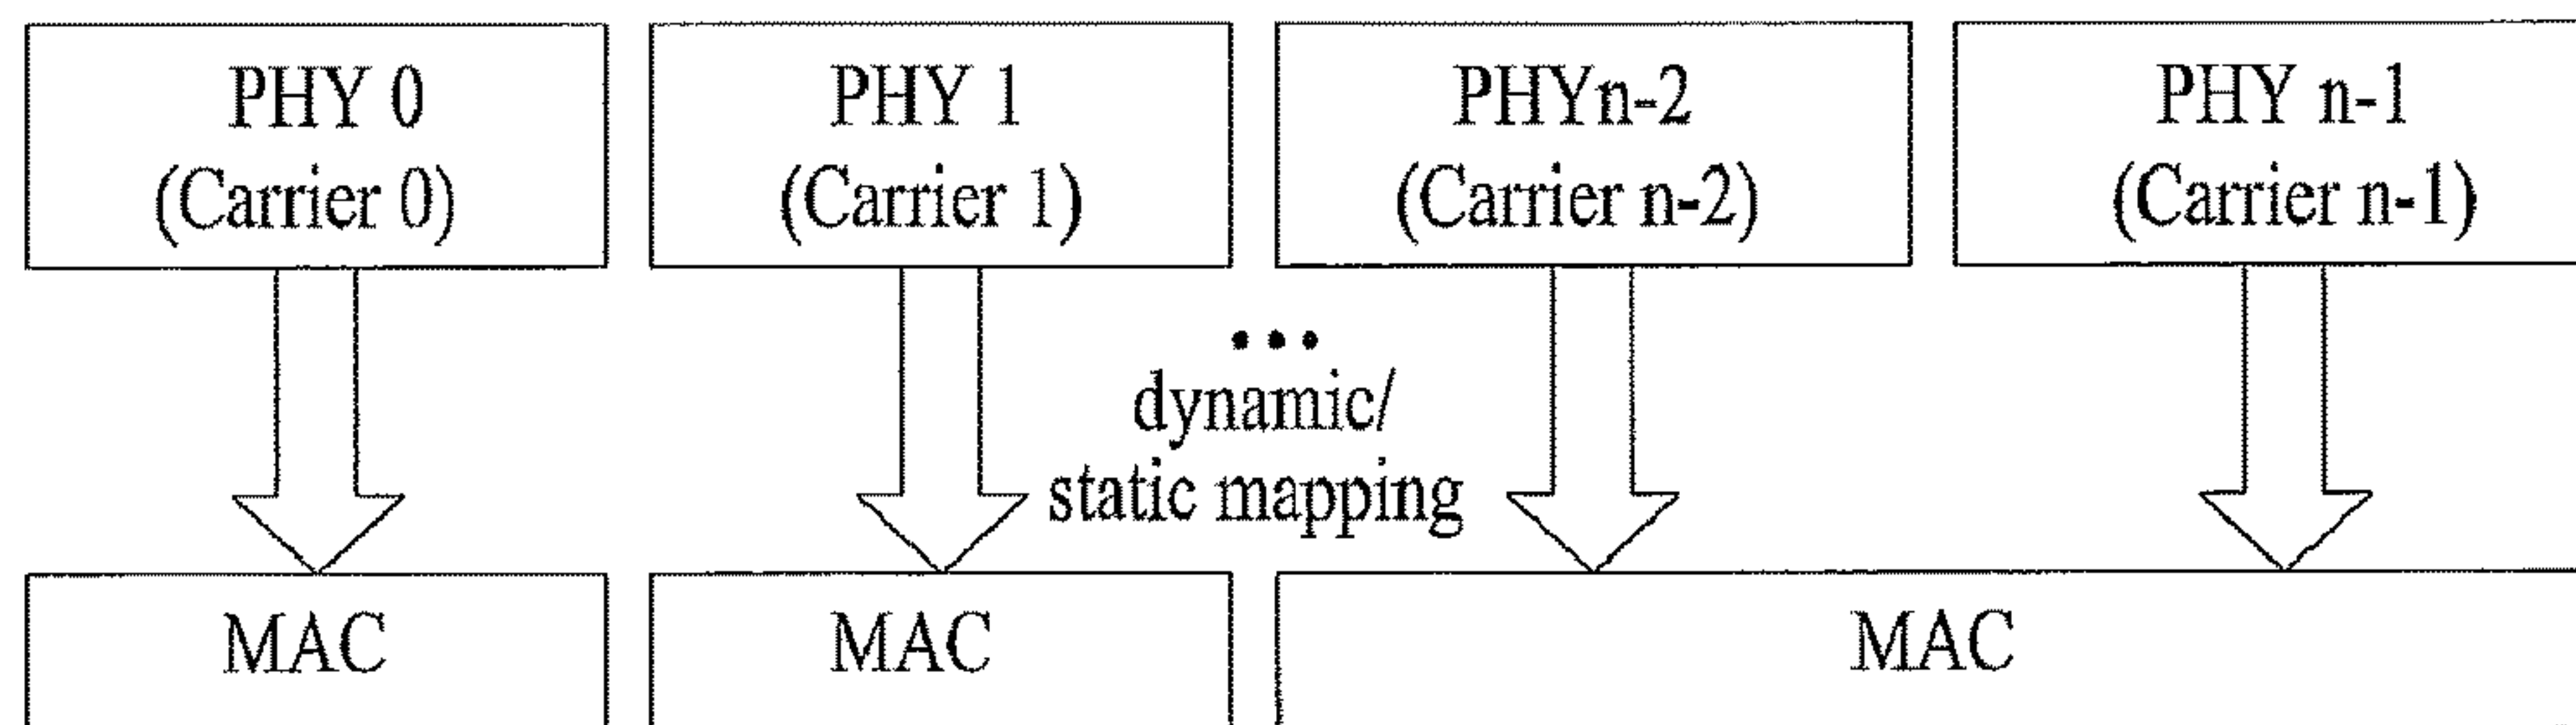 PHY 0
(Carrier 0)
PHY 1
(Carrier 1)
PHYn-2
(Carrier n-2)
PHY n-1
(Carrier n-1)
•••
dynamic/
static mapping
MAC
MAC
MAC